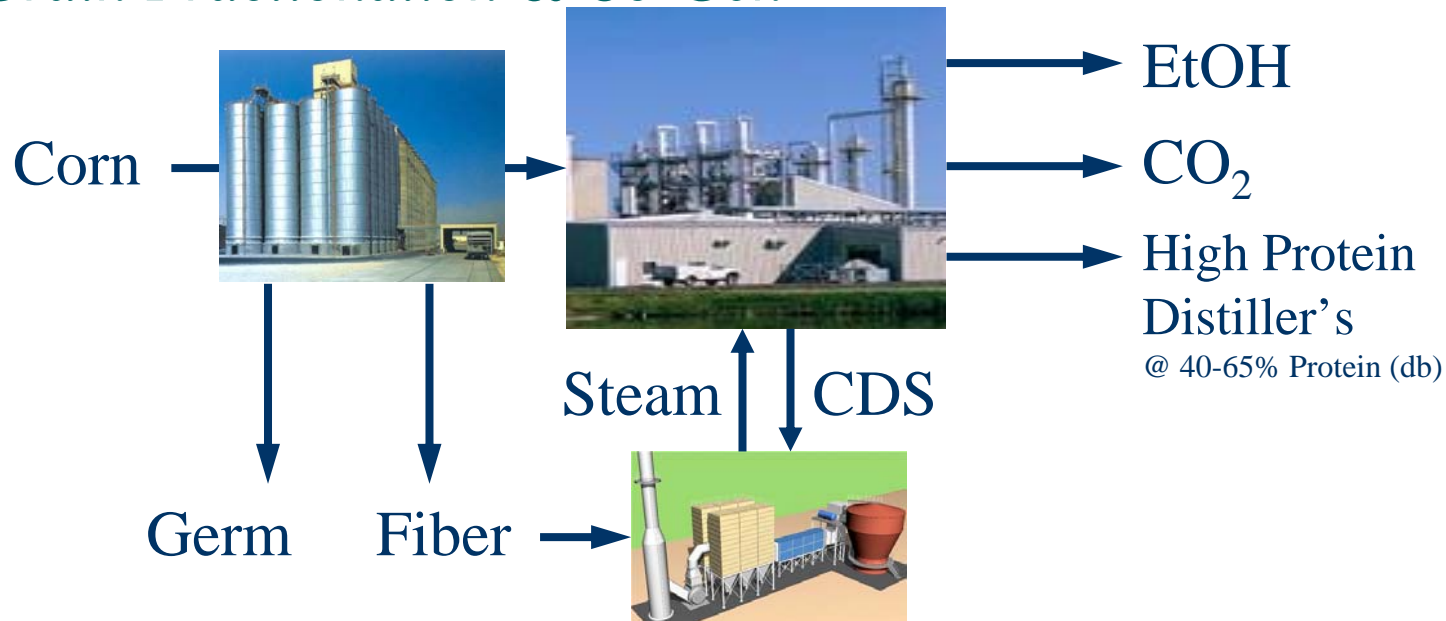 Corn
EtOH
CO₂
High Protein
Distiller's
@ 40-65% Protein (db)
Steam
CDS
Germ
Fiber